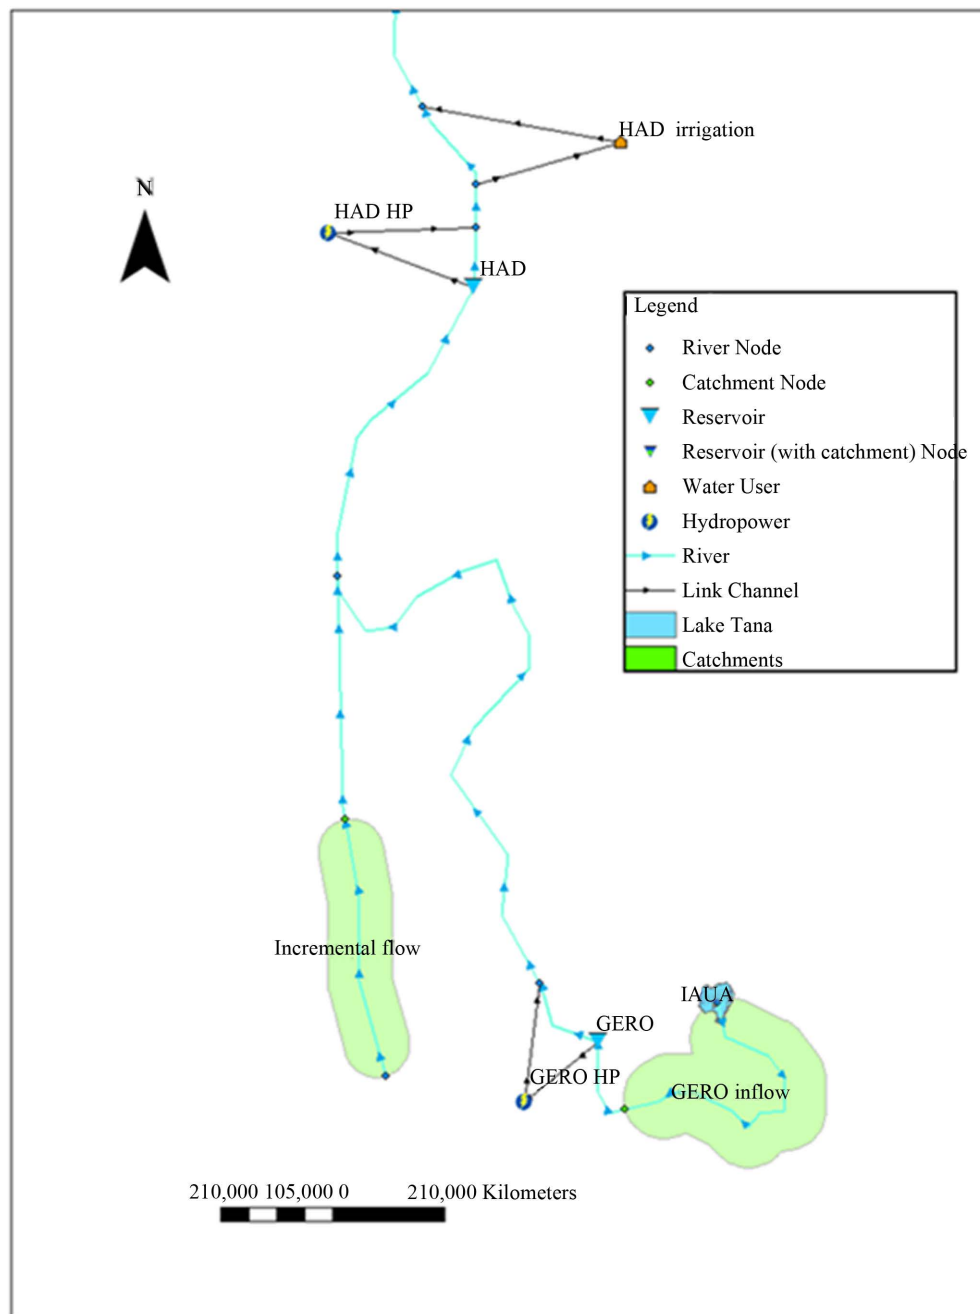 HAD irrigation
N
HAD HP
HAD
Legend
River Node
Catchment Node
Reservoir
Reservoir (with catchment) Node
Water User
Hydropower
River
Link Channel
Lake Tana
Catchments
Incremental flow
IAUA
GERO
GERO HP
GERO inflow
210,000 105,000 0 210,000 Kilometers